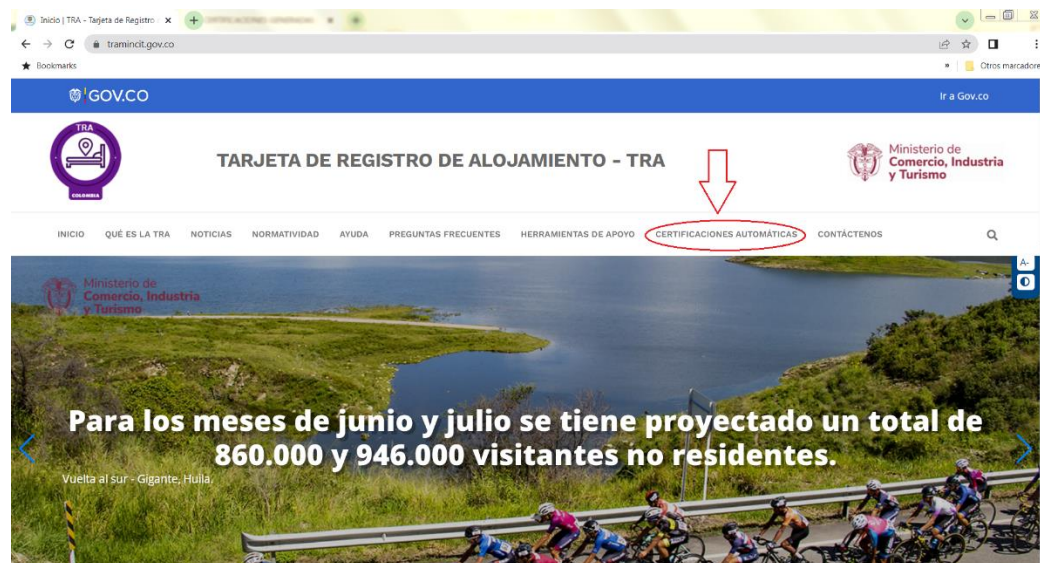 Inicio | TRA - Tarjeta de Registro
tramincit.gov.co
Bookmarks
Otros marcadore
GOV.CO
Ir a Gov.co
TRA
COLOMBIA
TARJETA DE REGISTRO DE ALOJAMIENTO - TRA
Ministerio de
Comercio, Industria
y Turismo
INICIO QUÉ ES LA TRA NOTICIAS NORMATIVIDAD AYUDA PREGUNTAS FRECUENTES HERRAMIENTAS DE APOYO CERTIFICACIONES AUTOMÁTICAS CONTÁCTENOS
A-
Ministerio de
Comercio, Industria
y Turismo
Para los meses de junio y julio se tiene proyectado un total de
860.000 y 946.000 visitantes no residentes.
Vuelta al sur - Gigante, Huila.